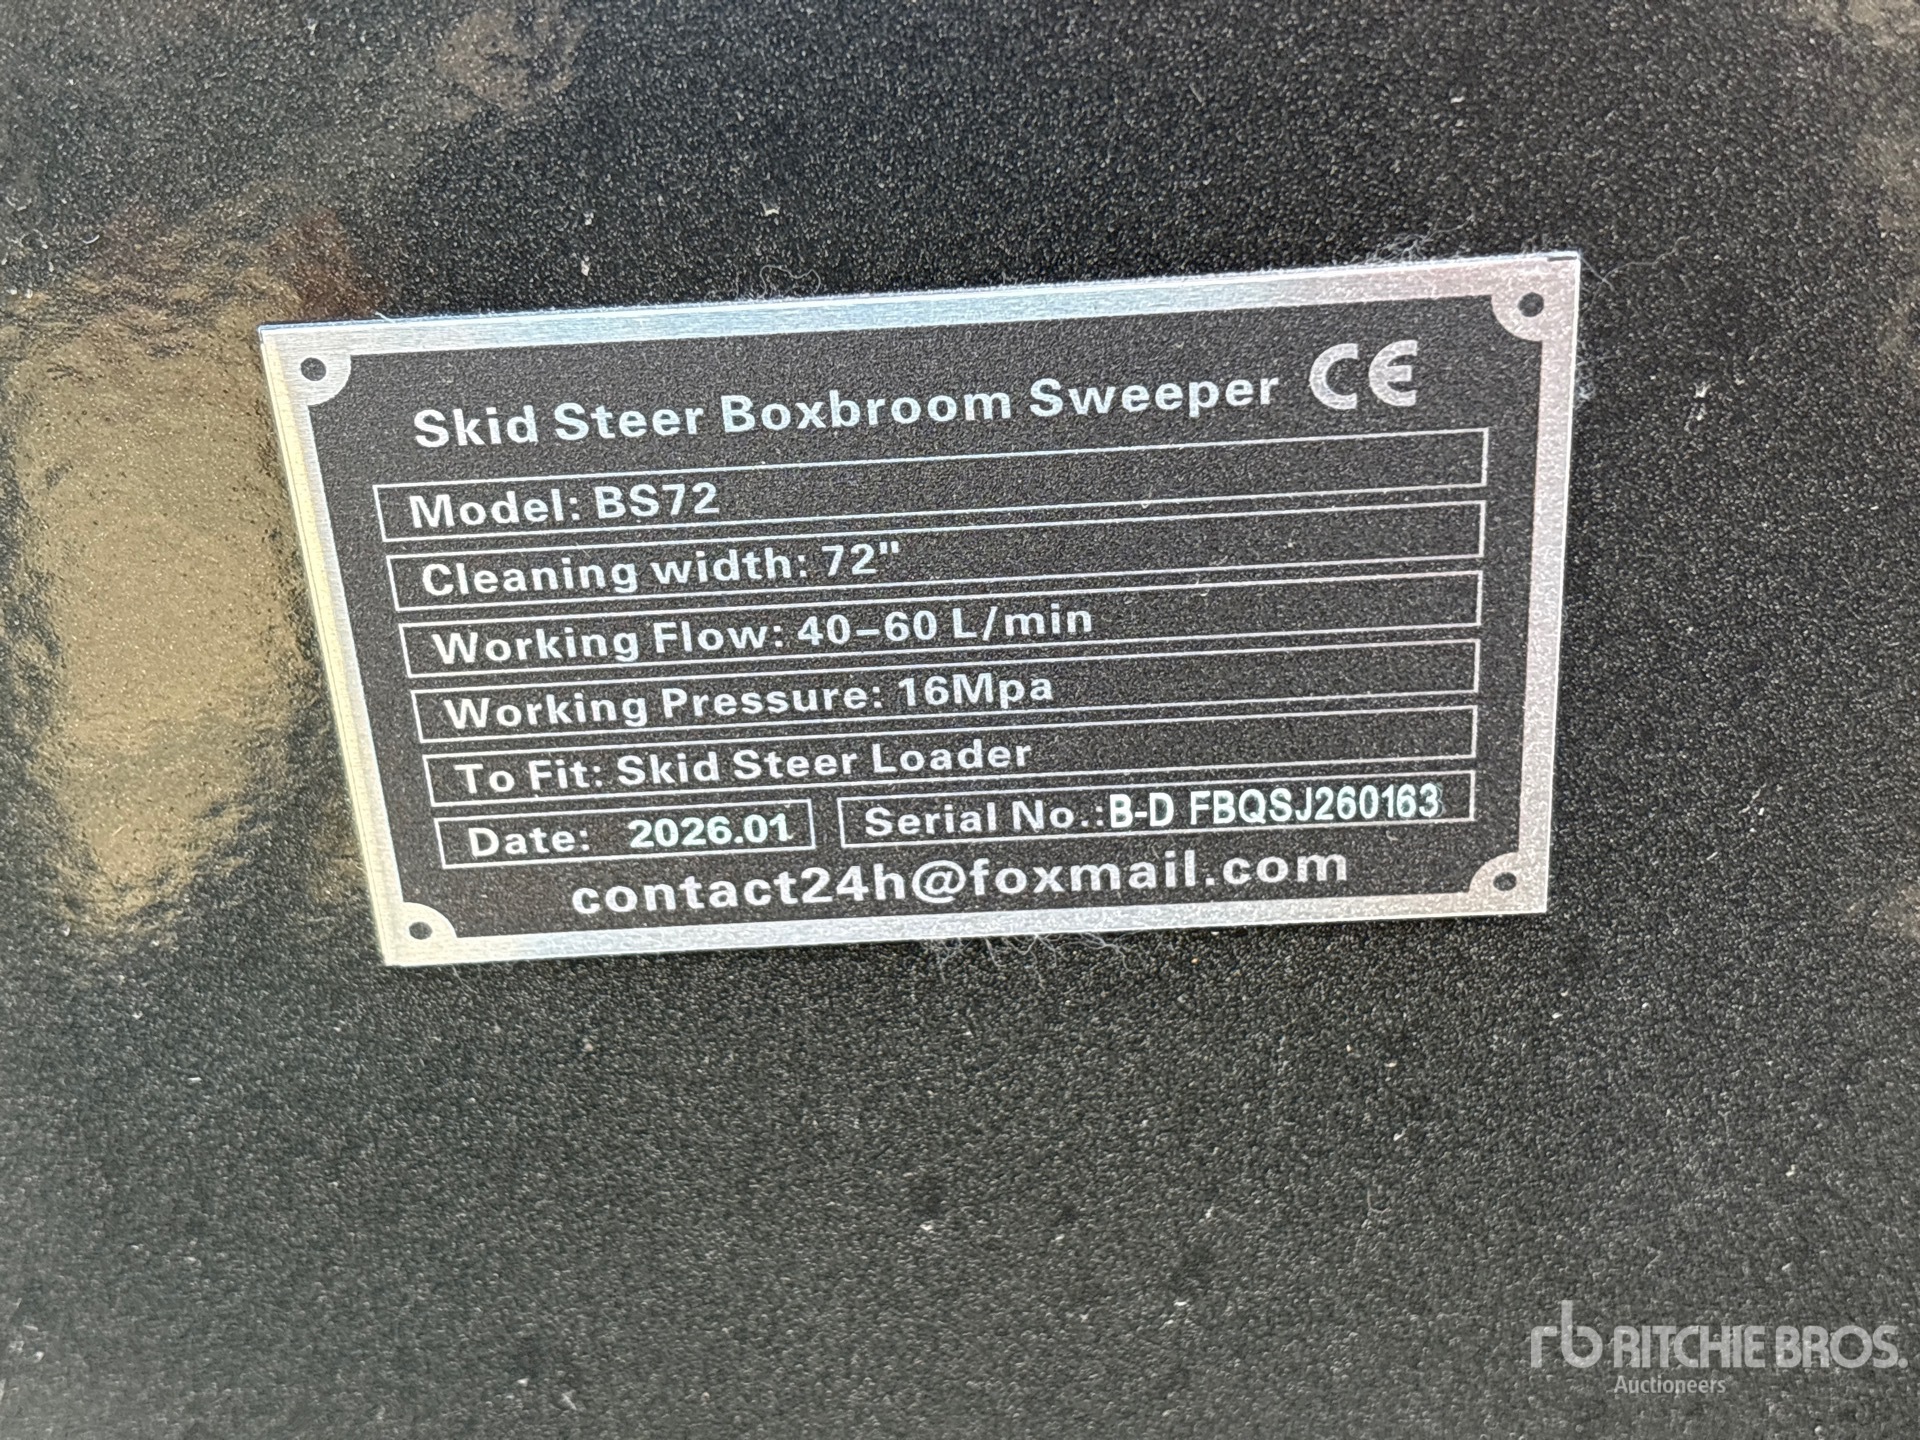 Skid Steer Boxbroom Sweeper CE
Model: BS72
Cleaning width: 72"
Working Flow: 40-60 L/min
Working Pressure: 16Mpa
To Fit: Skid Steer Loader
Date: 2026.01 Serial No.:B-D FBQSJ260163
contact24h@foxmail.com
rb RITCHIE BROS.
Auctioneers